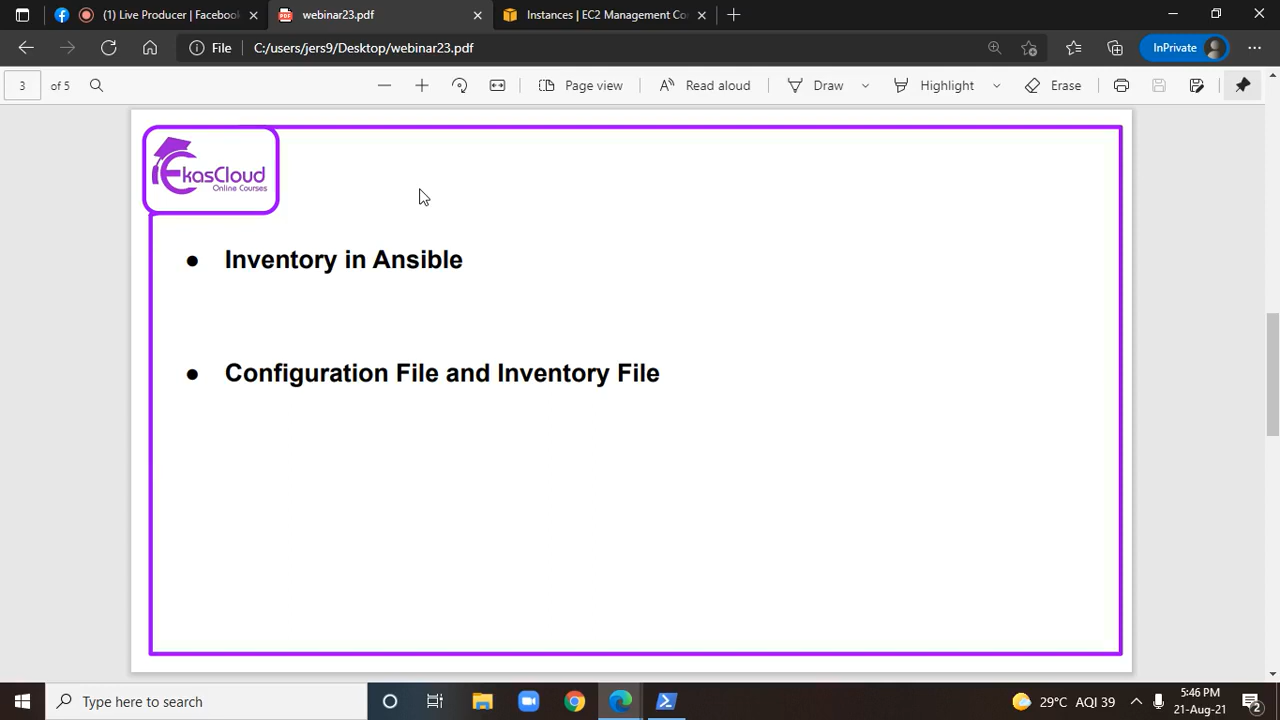 (1) Live Producer | Facebook
webinar23.pdf
Instances | EC2 Management Co
File
C:/users/jers9/Desktop/webinar23.pdf
InPrivate
3
of 5
Page view
Read aloud
Draw
Highlight
Erase
EkasCloud
Online Courses
● Inventory in Ansible
● Configuration File and Inventory File
Type here to search
29°C AQI 39
5:46 PM
21-Aug-21
2